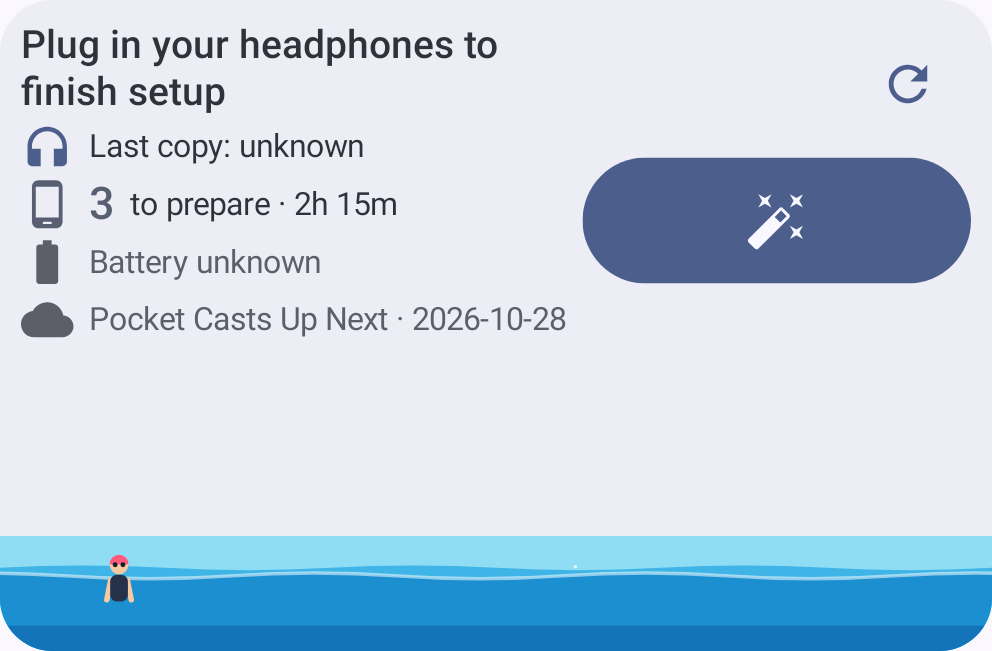 Plug in your headphones to
finish setup
Last copy: unknown
3 to prepare · 2h 15m
Battery unknown
Pocket Casts Up Next · 2026-10-28